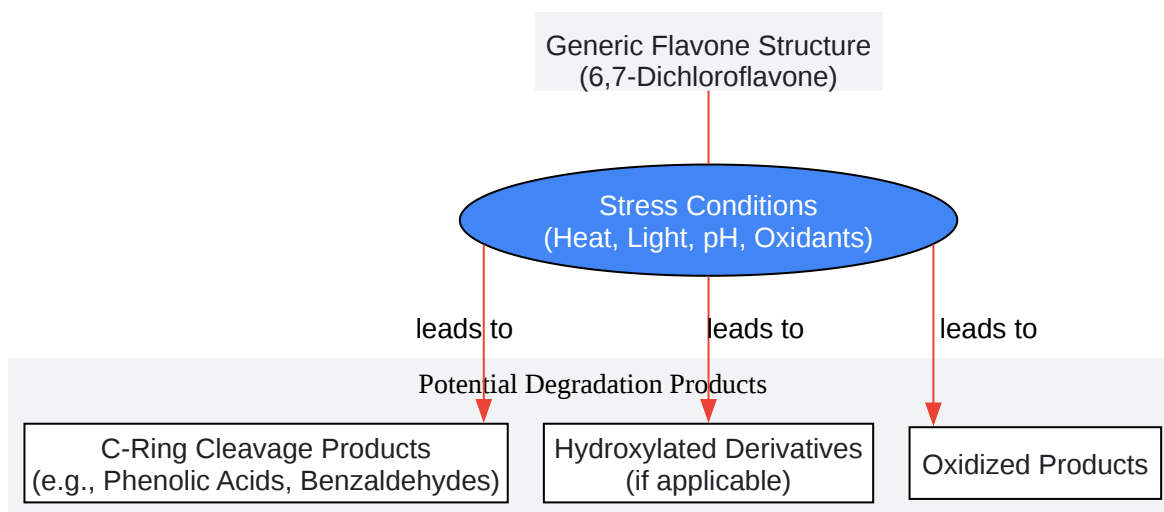 Generic Flavone Structure
(6,7-Dichloroflavone)
Stress Conditions
(Heat, Light, pH, Oxidants)
leads to
leads to
leads to
Potential Degradation Products
C-Ring Cleavage Products
(e.g., Phenolic Acids, Benzaldehydes)
Hydroxylated Derivatives
(if applicable)
Oxidized Products